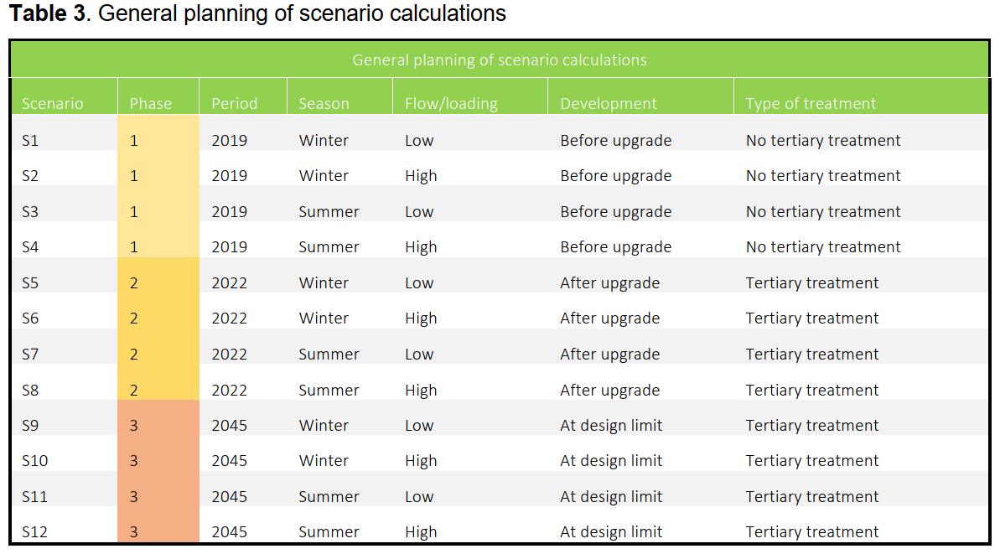 Table 3. General planning of scenario calculations
General planning of scenario calculations
Scenario Phase Period Season Flow/loading Development Type of treatment
S1 1 2019 Winter Low Before upgrade No tertiary treatment
S2 1 2019 Winter High Before upgrade No tertiary treatment
S3 1 2019 Summer Low Before upgrade No tertiary treatment
S4 1 2019 Summer High Before upgrade No tertiary treatment
S5 2 2022 Winter Low After upgrade Tertiary treatment
S6 2 2022 Winter High After upgrade Tertiary treatment
S7 2 2022 Summer Low After upgrade Tertiary treatment
S8 2 2022 Summer High After upgrade Tertiary treatment
S9 3 2045 Winter Low At design limit Tertiary treatment
S10 3 2045 Winter High At design limit Tertiary treatment
S11 3 2045 Summer Low At design limit Tertiary treatment
S12 3 2045 Summer High At design limit Tertiary treatment